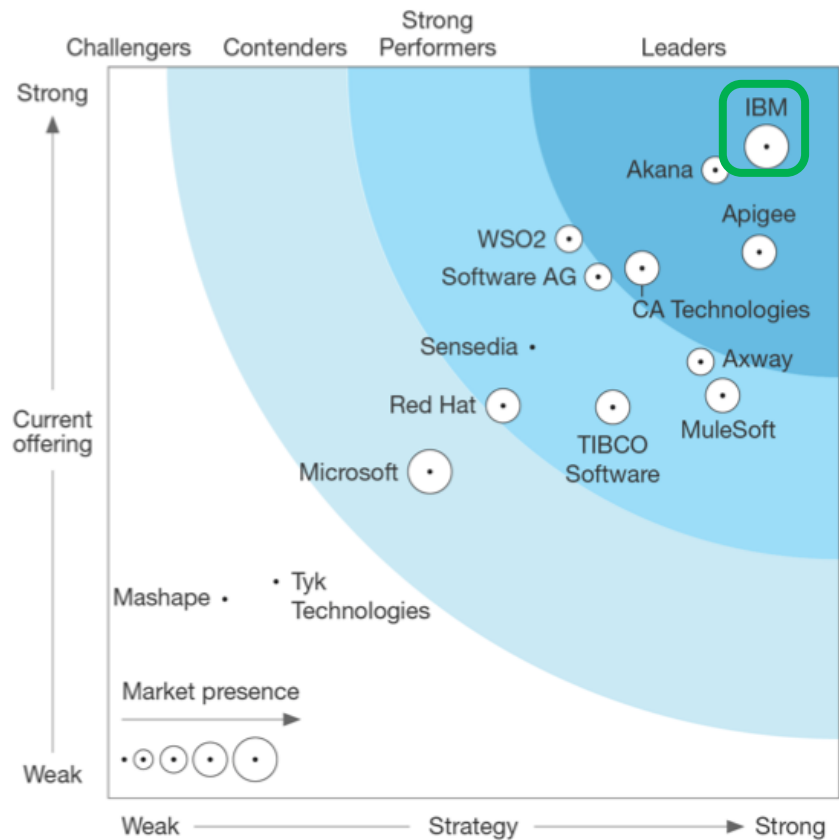 Strong
Challengers Contenders Performers Leaders
Strong
IBM
Akana
Apigee
WSO2
Software AG
CA Technologies
Sensedia
Axway
Red Hat
MuleSoft
Current
offering
TIBCO
Software
Microsoft
Mashape
Tyk
Technologies
Market presence
Weak
Weak Strategy Strong